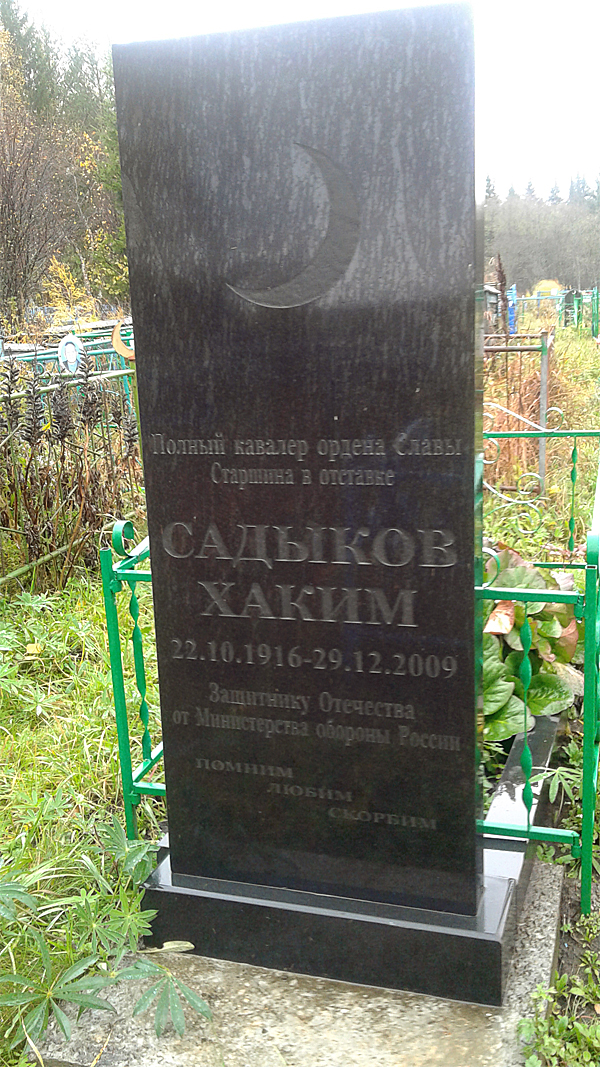 Полный кавалер ордена Славы
Старшина в отставке
САДЫКОВ
ХАКИМ
22.10.1916-29.12.2009
Защитнику Отечества
от Министерства обороны России
ПОМНИМ
ЛЮБИМ
СКОРБИМ